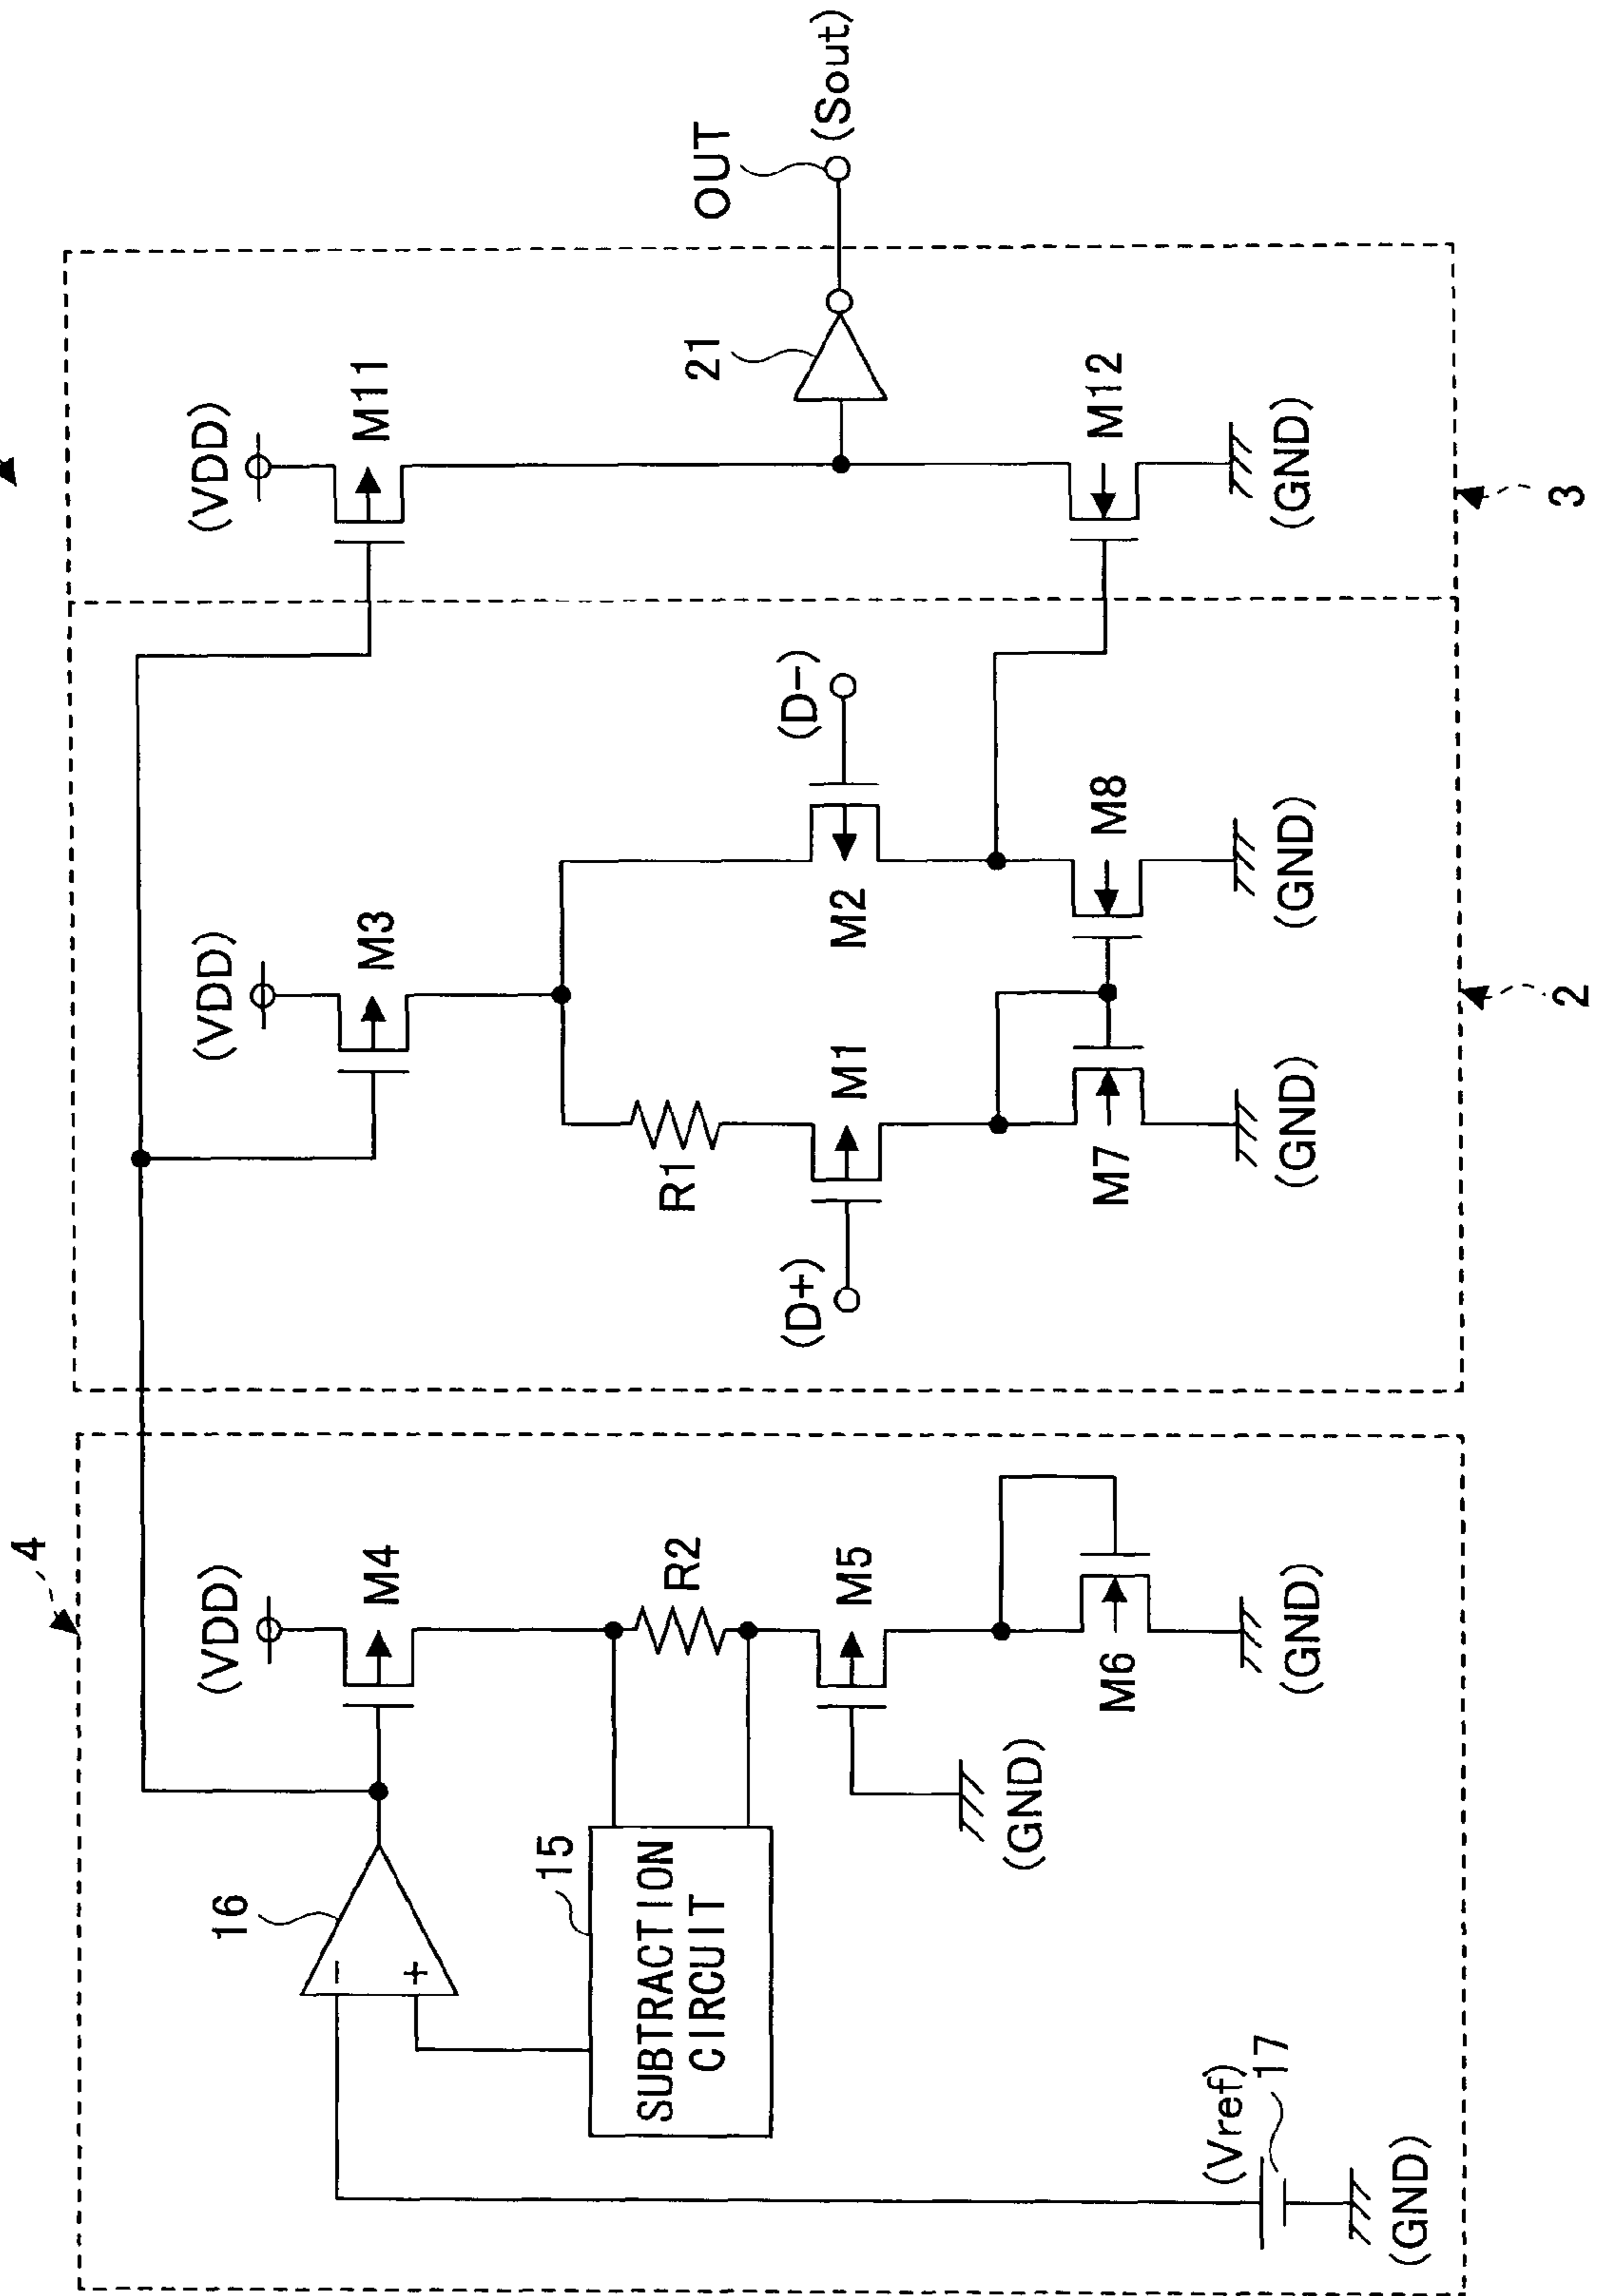 4
(VDD)
M4
16
−
+
15
SUBTRACTION
CIRCUIT
R2
M5
(GND)
M6
(GND)
(Vref)
17
(GND)
(VDD)
M3
R1
(D+)
M1
M2
(D−)
M7
M8
(GND)
(GND)
2
(VDD)
M11
21
OUT
(Sout)
M12
(GND)
3